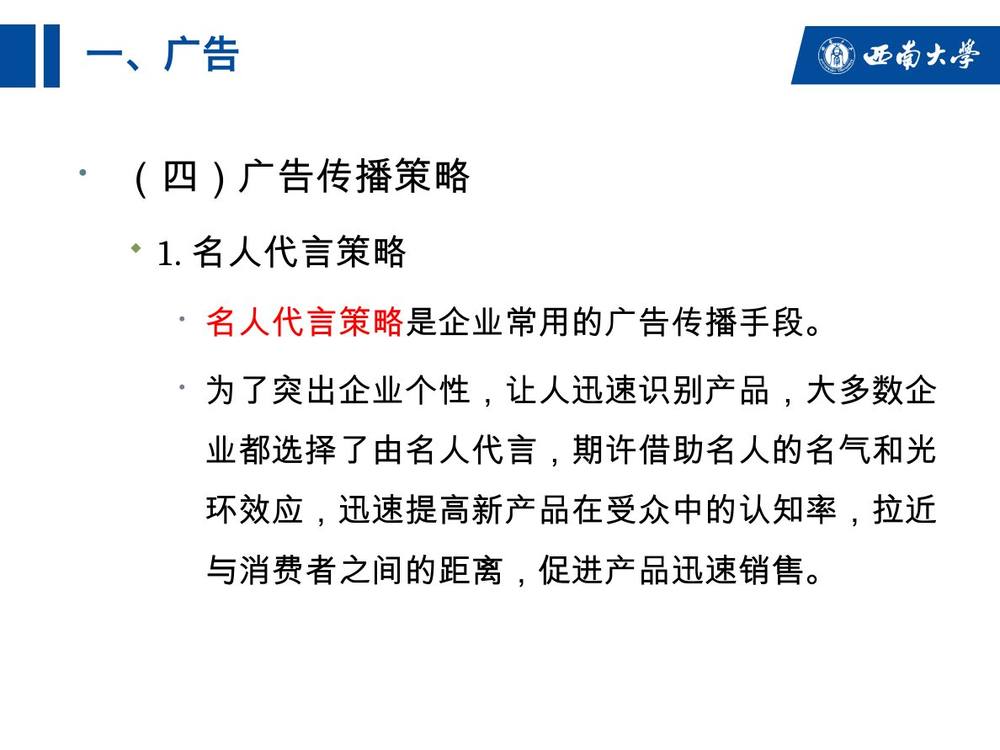 一、广告
西南大学
（四）广告传播策略
1. 名人代言策略
名人代言策略是企业常用的广告传播手段。
为了突出企业个性，让人迅速识别产品，大多数企
业都选择了由名人代言，期许借助名人的名气和光
环效应，迅速提高新产品在受众中的认知率，拉近
与消费者之间的距离，促进产品迅速销售。